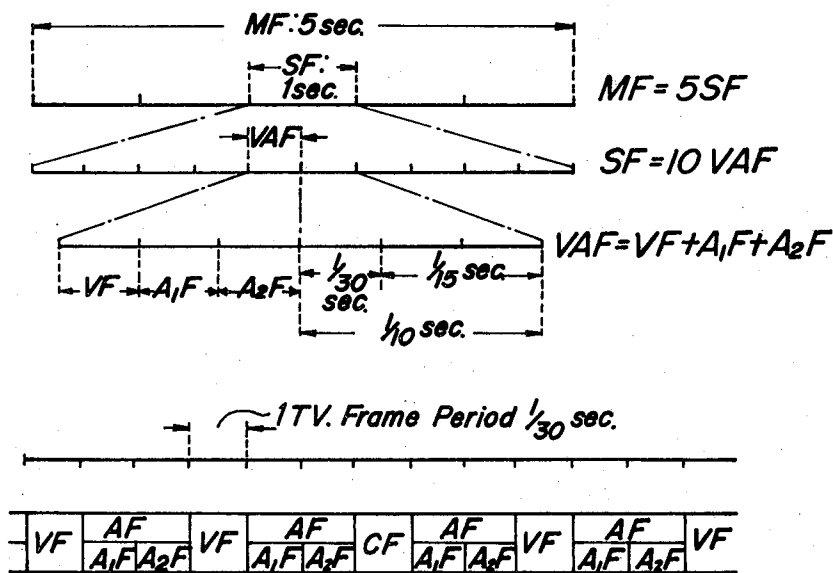 MF:5 sec.
SF:
1sec.
MF=5SF
VAF
SF=10 VAF
VAF=VF+A₁F+A₂F
VF A₁F A₂F 1/30 sec. 1/15 sec.
1/10 sec.
1 TV. Frame Period 1/30 sec.
VF AF VF AF CF AF VF AF VF
A₁F A₂F A₁F A₂F A₁F A₂F A₁F A₂F